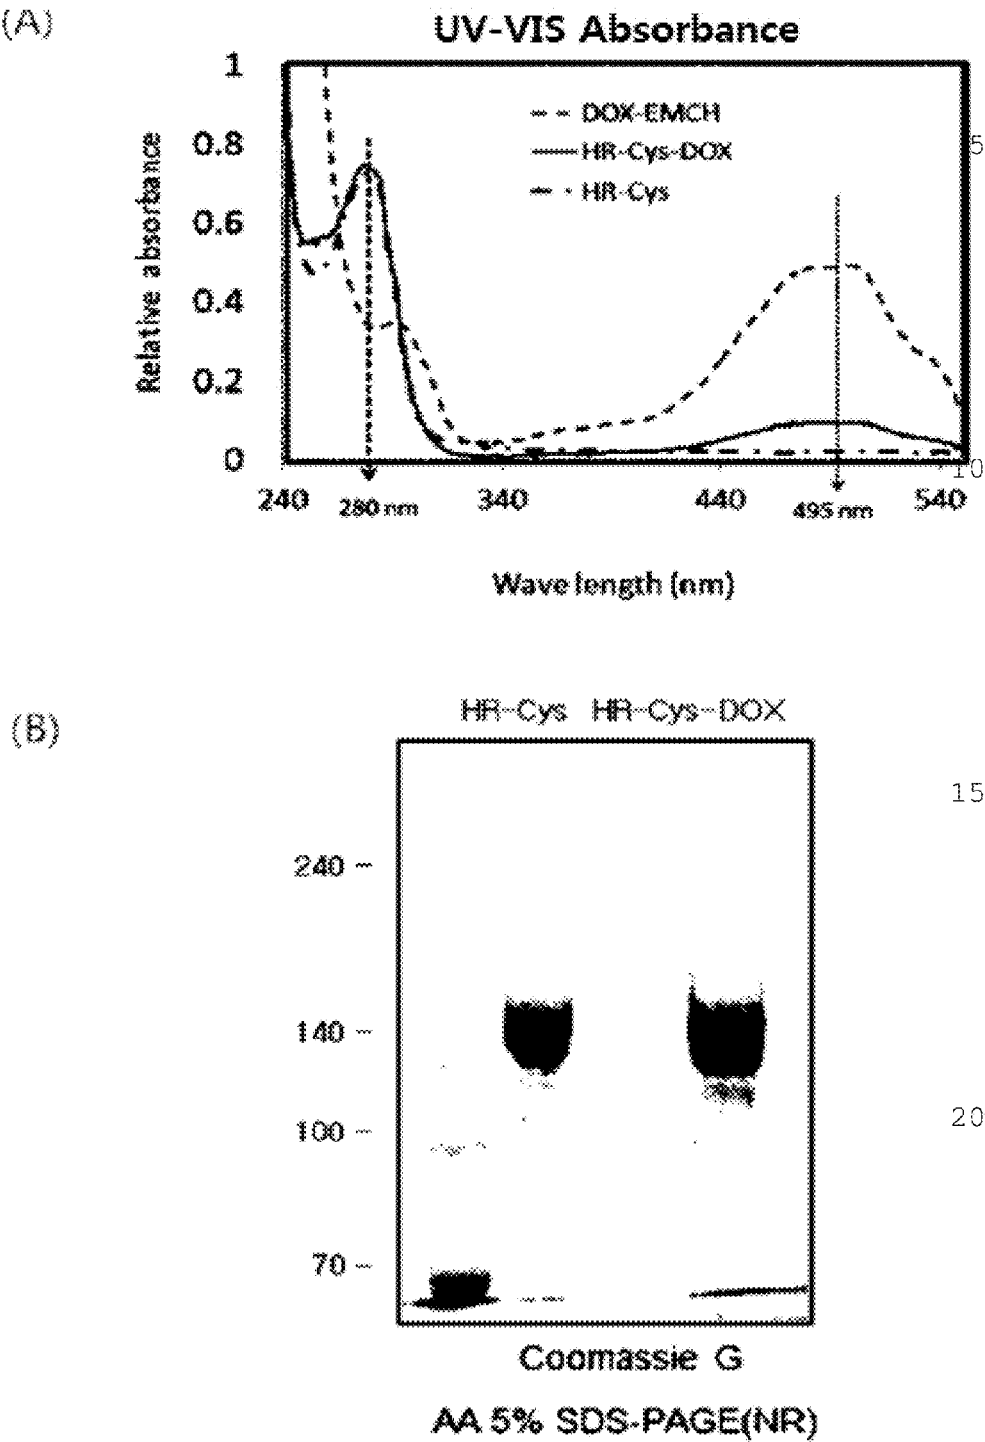 (A)
UV-VIS Absorbance
Relative absorbance
1
0.8
0.6
0.4
0.2
0
DOX-EMCH
HR-Cys-DOX
HR-Cys
5
10
240
280 nm
340
440
495 nm
540
Wave length (nm)
(B)
HR-Cys HR-Cys-DOX
15
240
140
100
20
70
Coomassie G
AA 5% SDS-PAGE(NR)